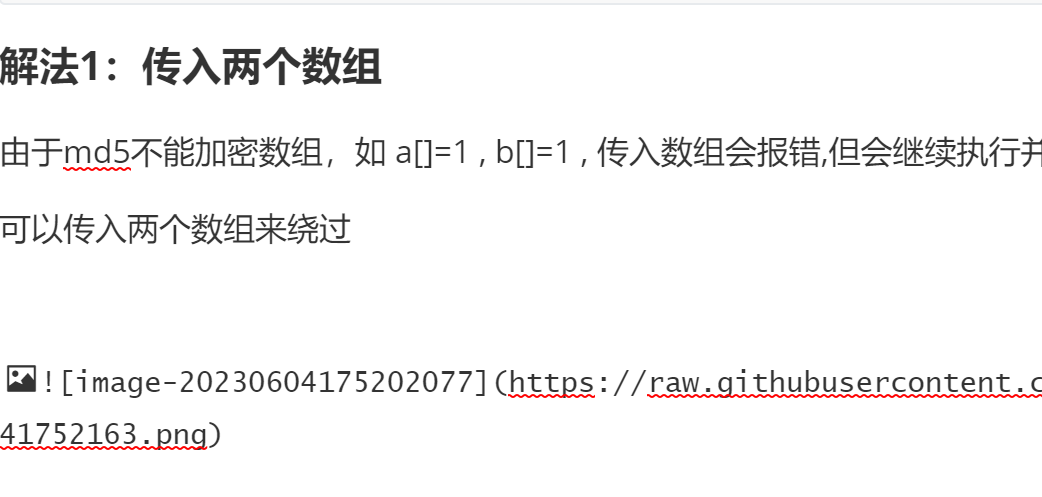 解法1：传入两个数组
由于md5不能加密数组，如 a[]=1 , b[]=1 , 传入数组会报错,但会继续执行并
可以传入两个数组来绕过
![image-20230604175202077](https://raw.githubusercontent.c
41752163.png)